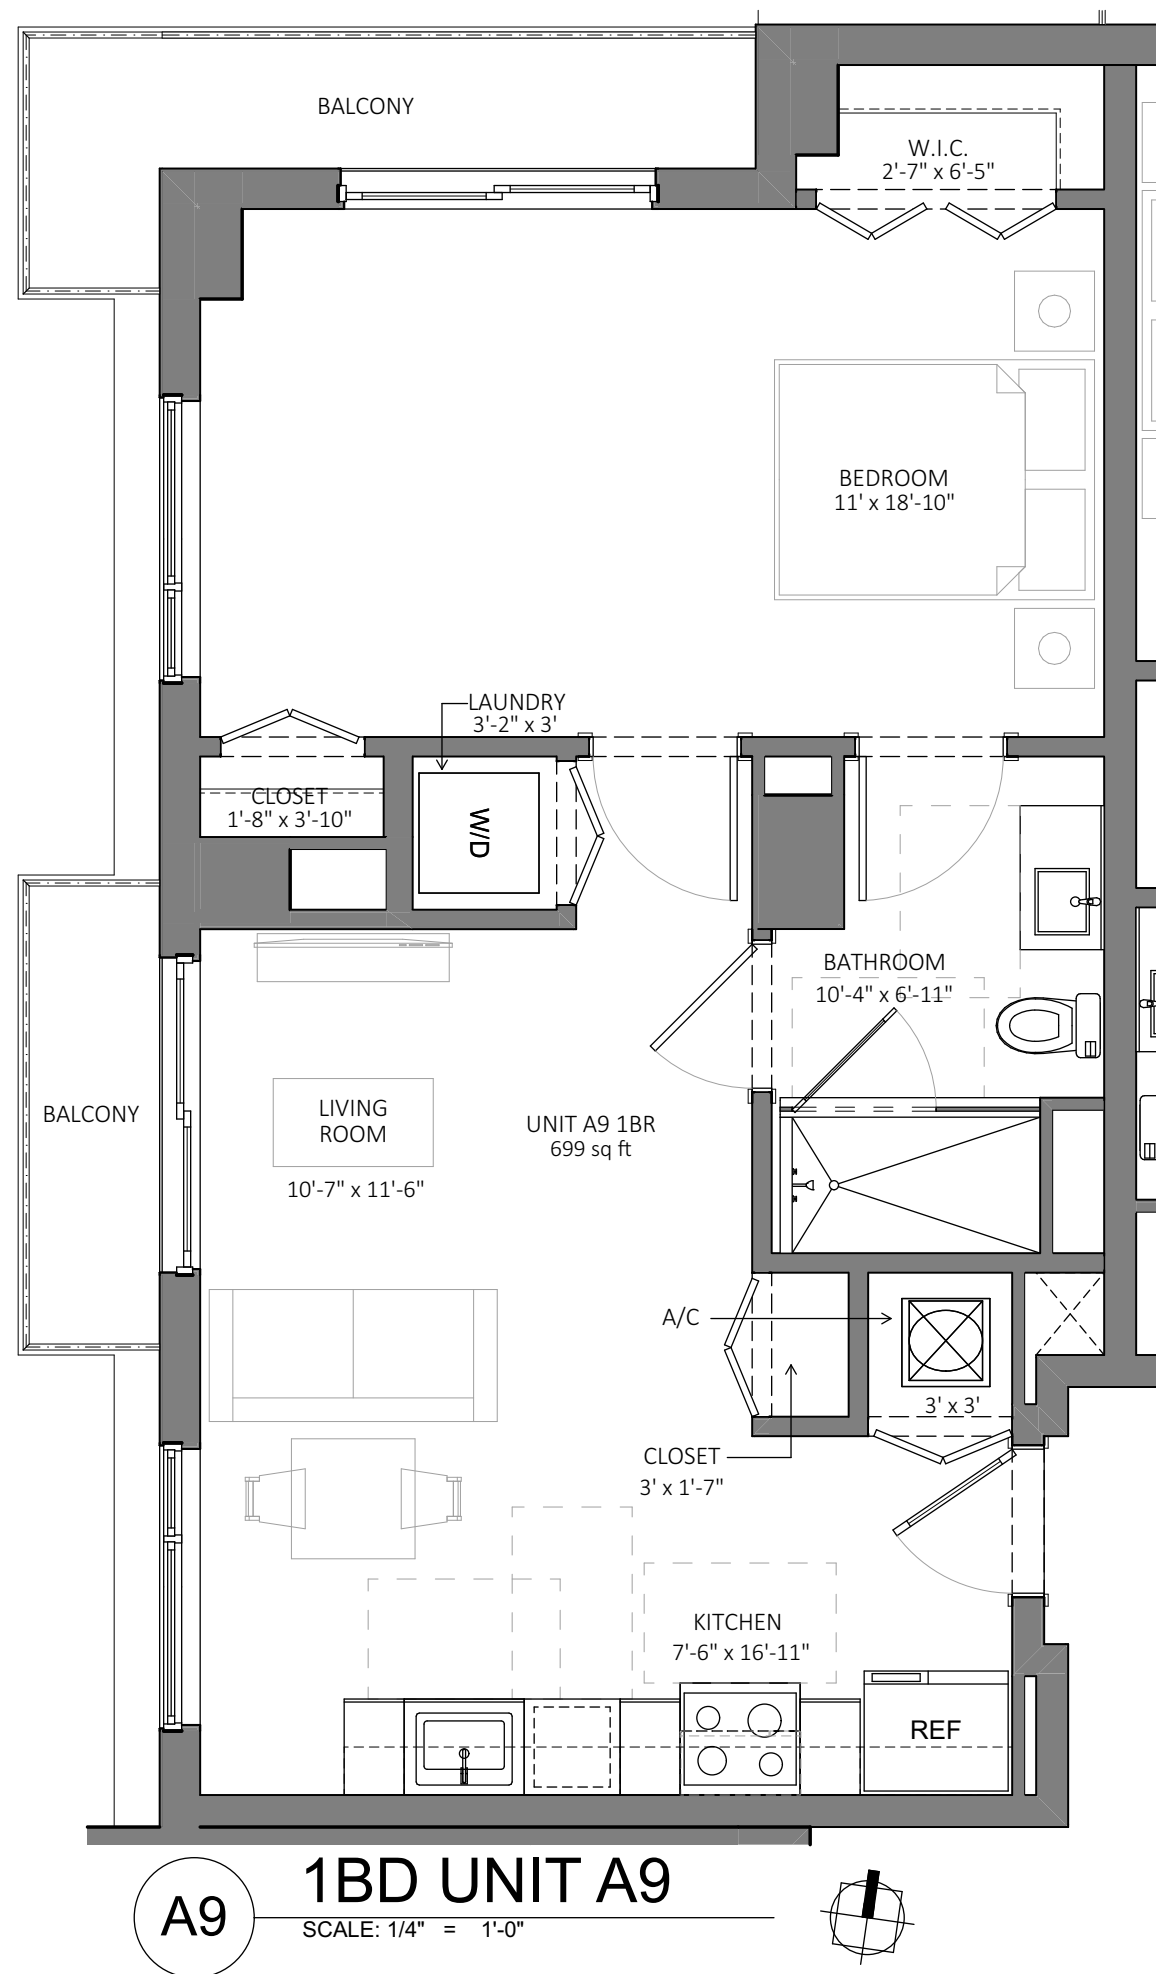 BALCONY
W.I.C.
2'-7" x 6'-5"
BEDROOM
11' x 18'-10"
LAUNDRY
3'-2" x 3'
CLOSET
1'-8" x 3'-10"
W/D
BATHROOM
10'-4" x 6'-11"
BALCONY
LIVING
ROOM
10'-7" x 11'-6"
UNIT A9 1BR
699 sq ft
A/C
3' x 3'
CLOSET
3' x 1'-7"
KITCHEN
7'-6" x 16'-11"
REF
A9
1BD UNIT A9
SCALE: 1/4" = 1'-0"